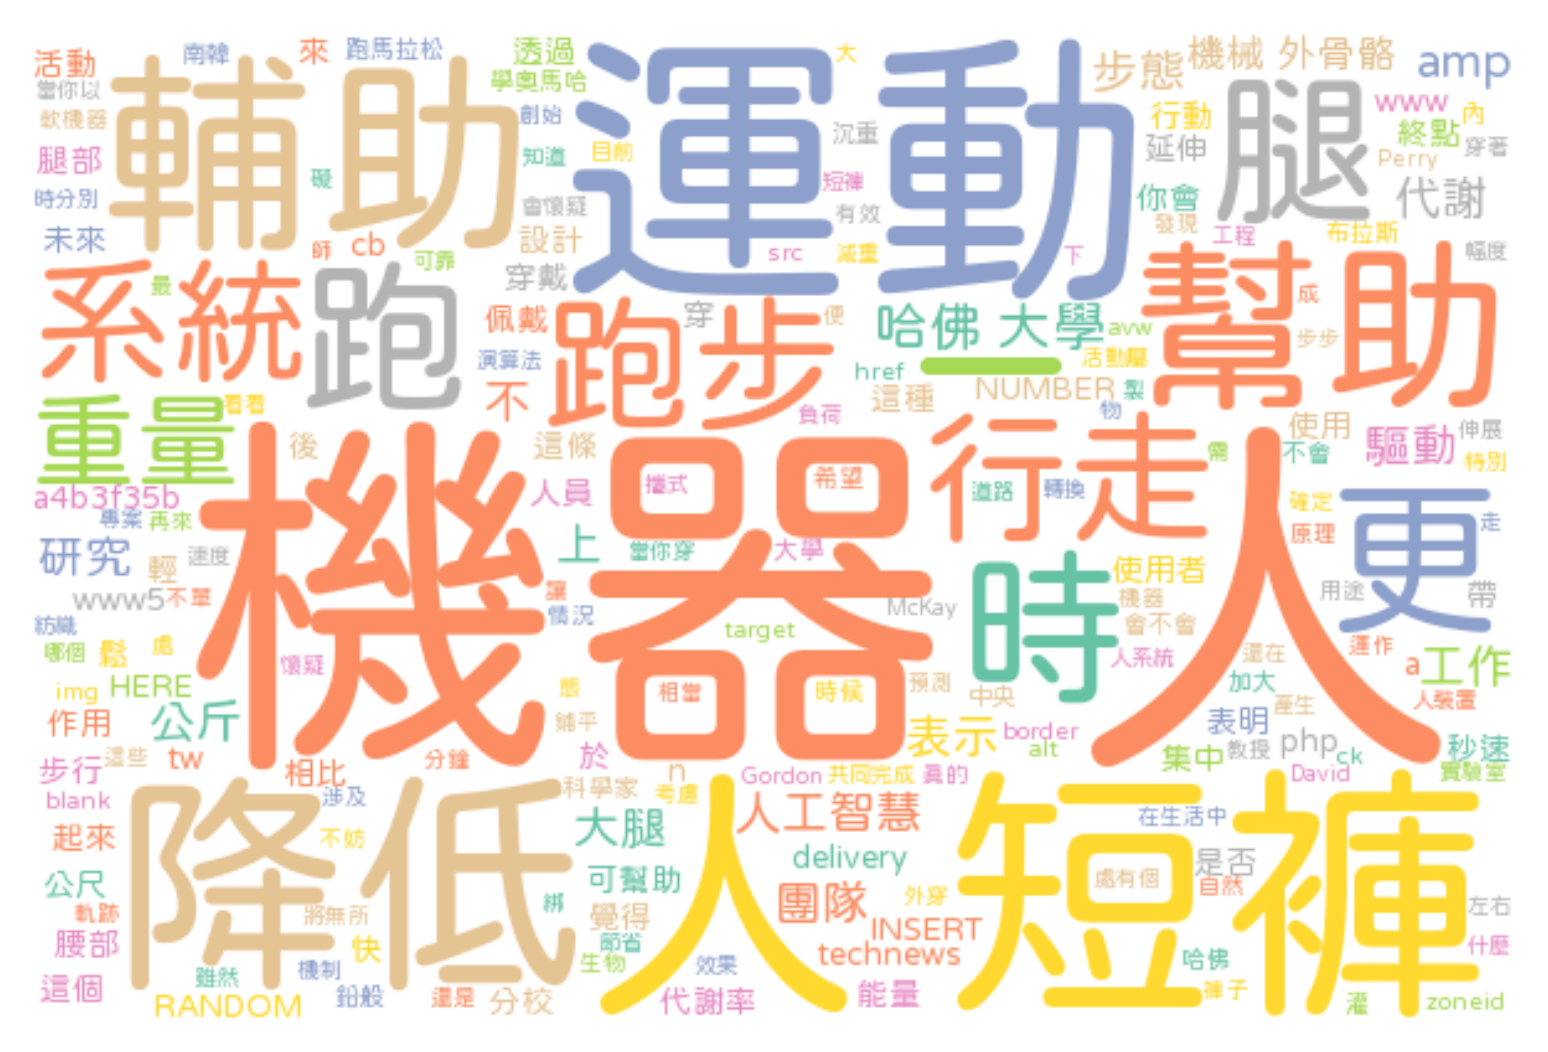 活動 南韓 來 跑馬拉松 透過 大 步態 機械 外骨骼 amp
當你以 輔助 學奧馬哈 運動 腿 www 內
軟機器 創始 沉重 行動 終點 穿著
腿部 礙 知道 目前 短褲 延伸 Perry
時分別 會懷疑 有效 你會 代謝
未來 師 cb 可靠 設計 src 減重 下 發現 工程 布拉斯 幅度
系統 最 跑 穿戴 幫助 成
佩戴 跑步 穿 便 哈佛 大學 avw 步步
演算法 href 一 活動屬
不 這種 NUMBER 製
重量 看看 負荷 物 使用 驅動 伸展
後 這條 行走 需 不會 特別
a4b3f35b 人員 攜式 希望 道路 轉換 確定 更
專案 再來 機器 人 原理 走
研究 輕 速度 上 當你穿 大學 時 使用者
www5 不單 讓 McKay 機器 用途 帶
紡織 情況 target 會不會
哪個 鬆 處 懷疑 人系統 還在 運作
img HERE 態 相當 時候 預測 中央 加大 a 工作
作用 公斤 鋪平 表示 border 表明 產生 人裝置
步行 這些 tw 相比 分鐘 於 alt 集中 教授 php ck 秒速
blank 涉及 科學家 n Gordon 共同完成 真的 David 實驗室
降低 考慮 人 人工智慧 短褲 在生活中
起來 不妨 大腿 delivery 是否
公尺 可幫助 處有個 自然
軌跡 將無所 綁 覺得 團隊 外穿 左右
腰部 快 節省 INSERT 什麼
雖然 機制 生物 效果 technews 哈佛
這個 RANDOM 鉛般 還是 分校 代謝率 能量 褲子 灌 zoneid